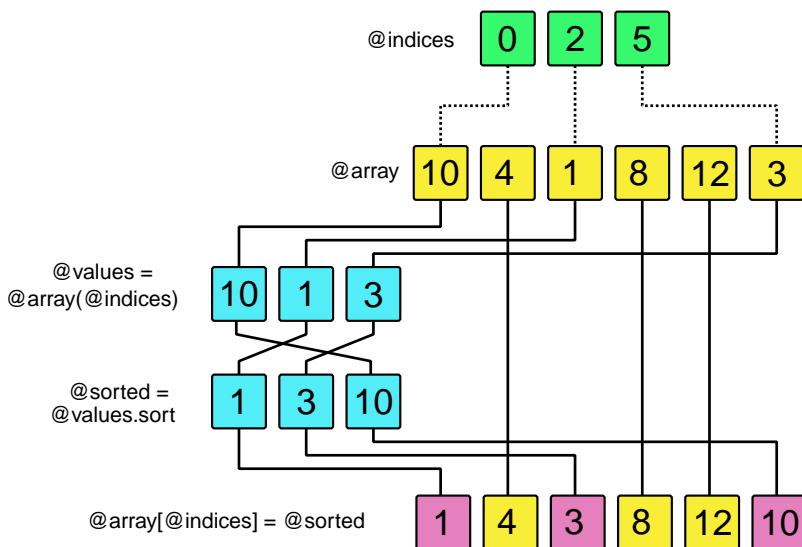 @indices 0 2 5
@array 10 4 1 8 12 3
@values =
@array(@indices)
10 1 3
@sorted =
@values.sort
1 3 10
@array[@indices] = @sorted 1 4 3 8 12 10